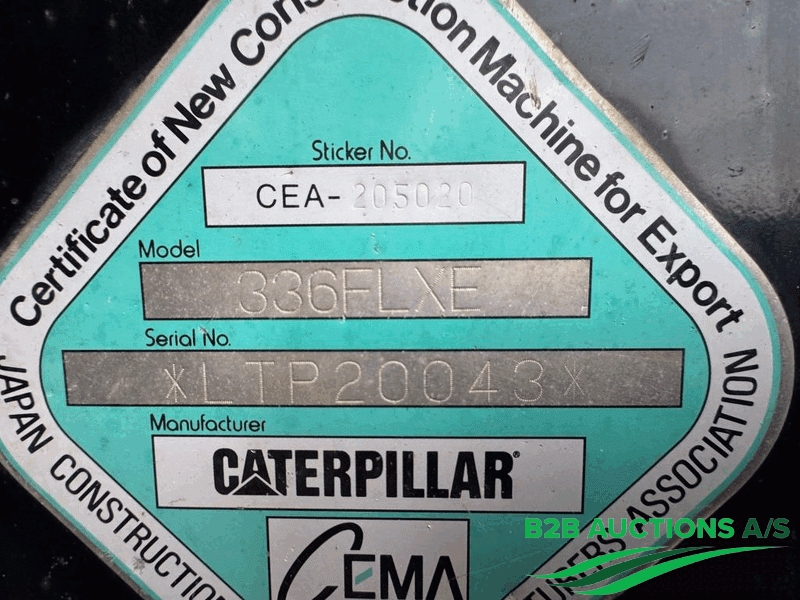 Certificate of New Construction Machine for Export
Sticker No.
CEA-205020
Model
336FLXE
Serial No.
*LTP20043*
Manufacturer
CATERPILLAR®
CEMA
JAPAN CONSTRUCTION
ASSOCIATION
B2B AUCTIONS A/S